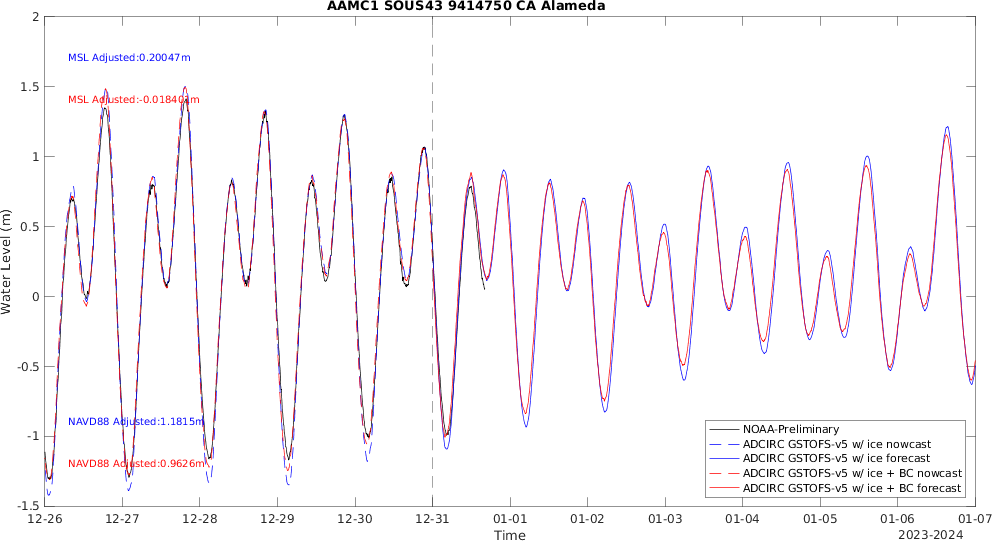 AAMC1 SOUS43 9414750 CA Alameda
2
1.5
1
0.5
0
-0.5
-1
-1.5
Water Level (m)
MSL Adjusted:0.20047m
MSL Adjusted:-0.018402m
NAVD88 Adjusted:1.1815m
NAVD88 Adjusted:0.9626m
NOAA-Preliminary
ADCIRC GSTOFS-v5 w/ ice nowcast
ADCIRC GSTOFS-v5 w/ ice forecast
ADCIRC GSTOFS-v5 w/ ice + BC nowcast
ADCIRC GSTOFS-v5 w/ ice + BC forecast
12-26 12-27 12-28 12-29 12-30 12-31 01-01 01-02 01-03 01-04 01-05 01-06 01-07
Time
2023-2024